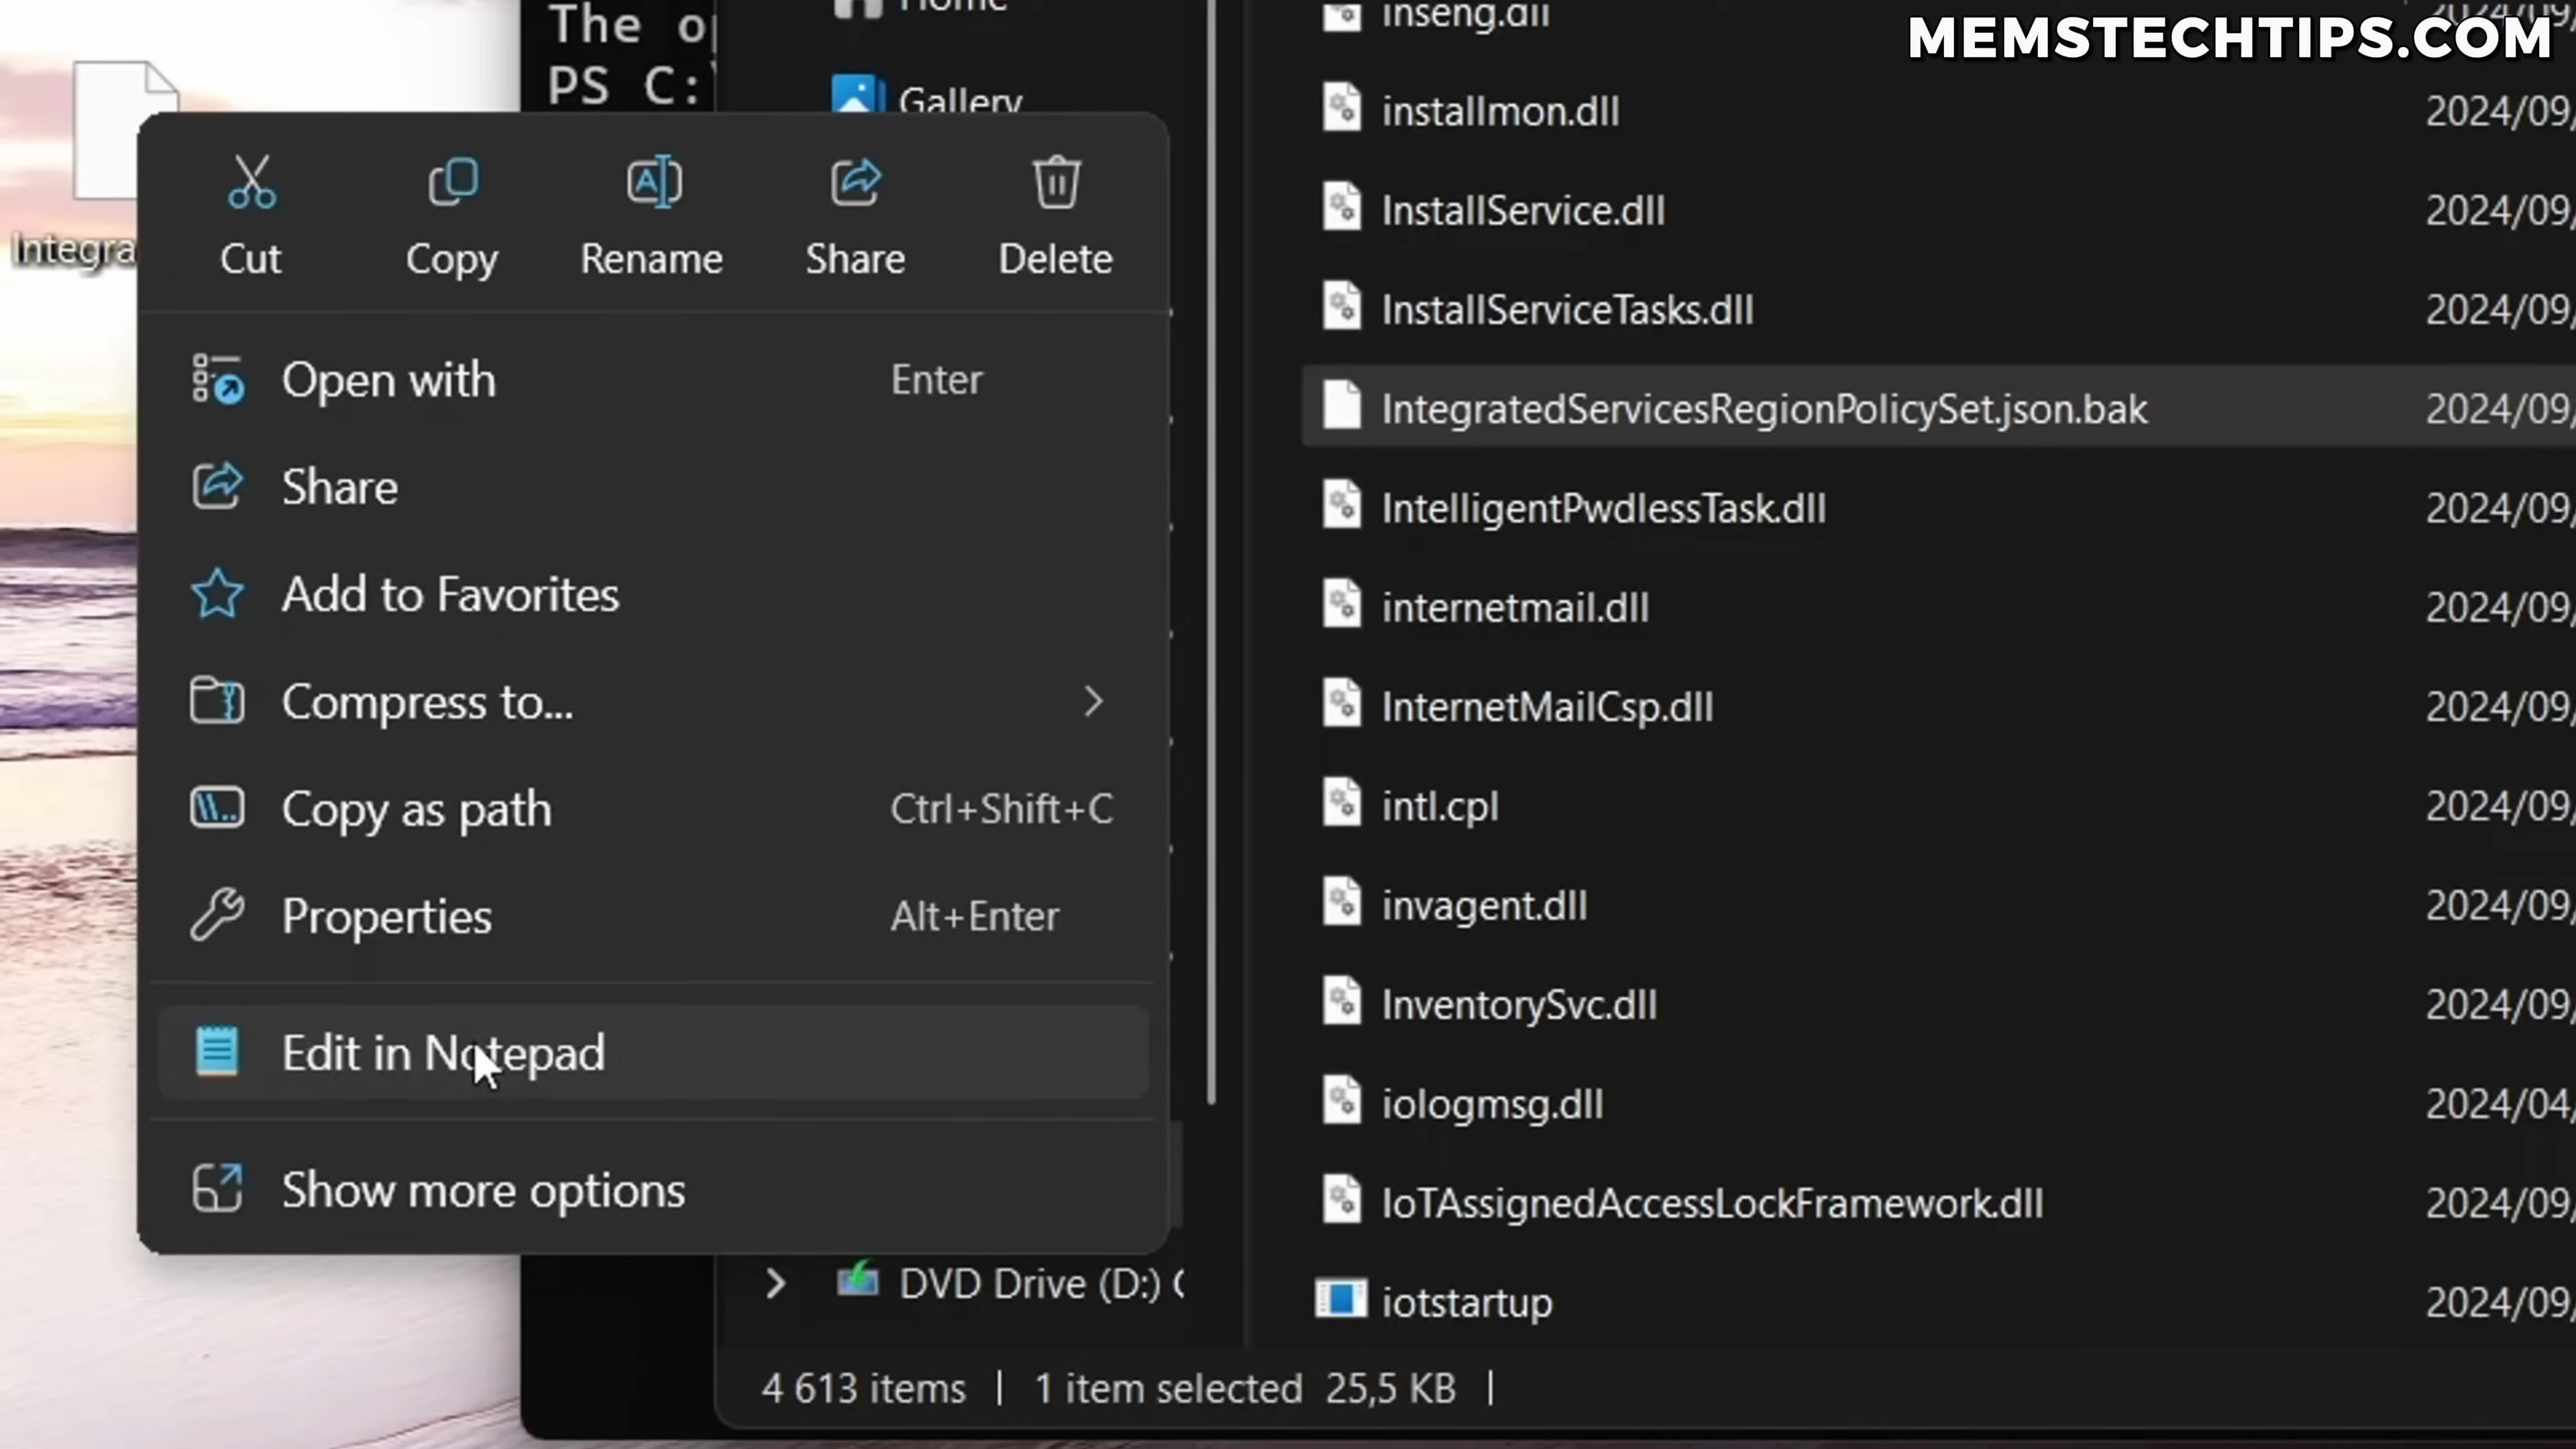 MEMSTECHTIPS.COM
The op
PS C:\
Home
Gallery
Integra
Cut
Copy
Rename
Share
Delete
Open with Enter
Share
Add to Favorites
Compress to...
Copy as path Ctrl+Shift+C
Properties Alt+Enter
Edit in Notepad
Show more options
DVD Drive (D:) C
inseng.dll 2024/09/
installmon.dll 2024/09/
InstallService.dll 2024/09/
InstallServiceTasks.dll 2024/09/
IntegratedServicesRegionPolicySet.json.bak 2024/09/
IntelligentPwdlessTask.dll 2024/09/
internetmail.dll 2024/09/
InternetMailCsp.dll 2024/09/
intl.cpl 2024/09/
invagent.dll 2024/09/
InventorySvc.dll 2024/09/
iologmsg.dll 2024/04/
IoTAssignedAccessLockFramework.dll 2024/09/
iotstartup 2024/09/
4 613 items | 1 item selected 25,5 KB |